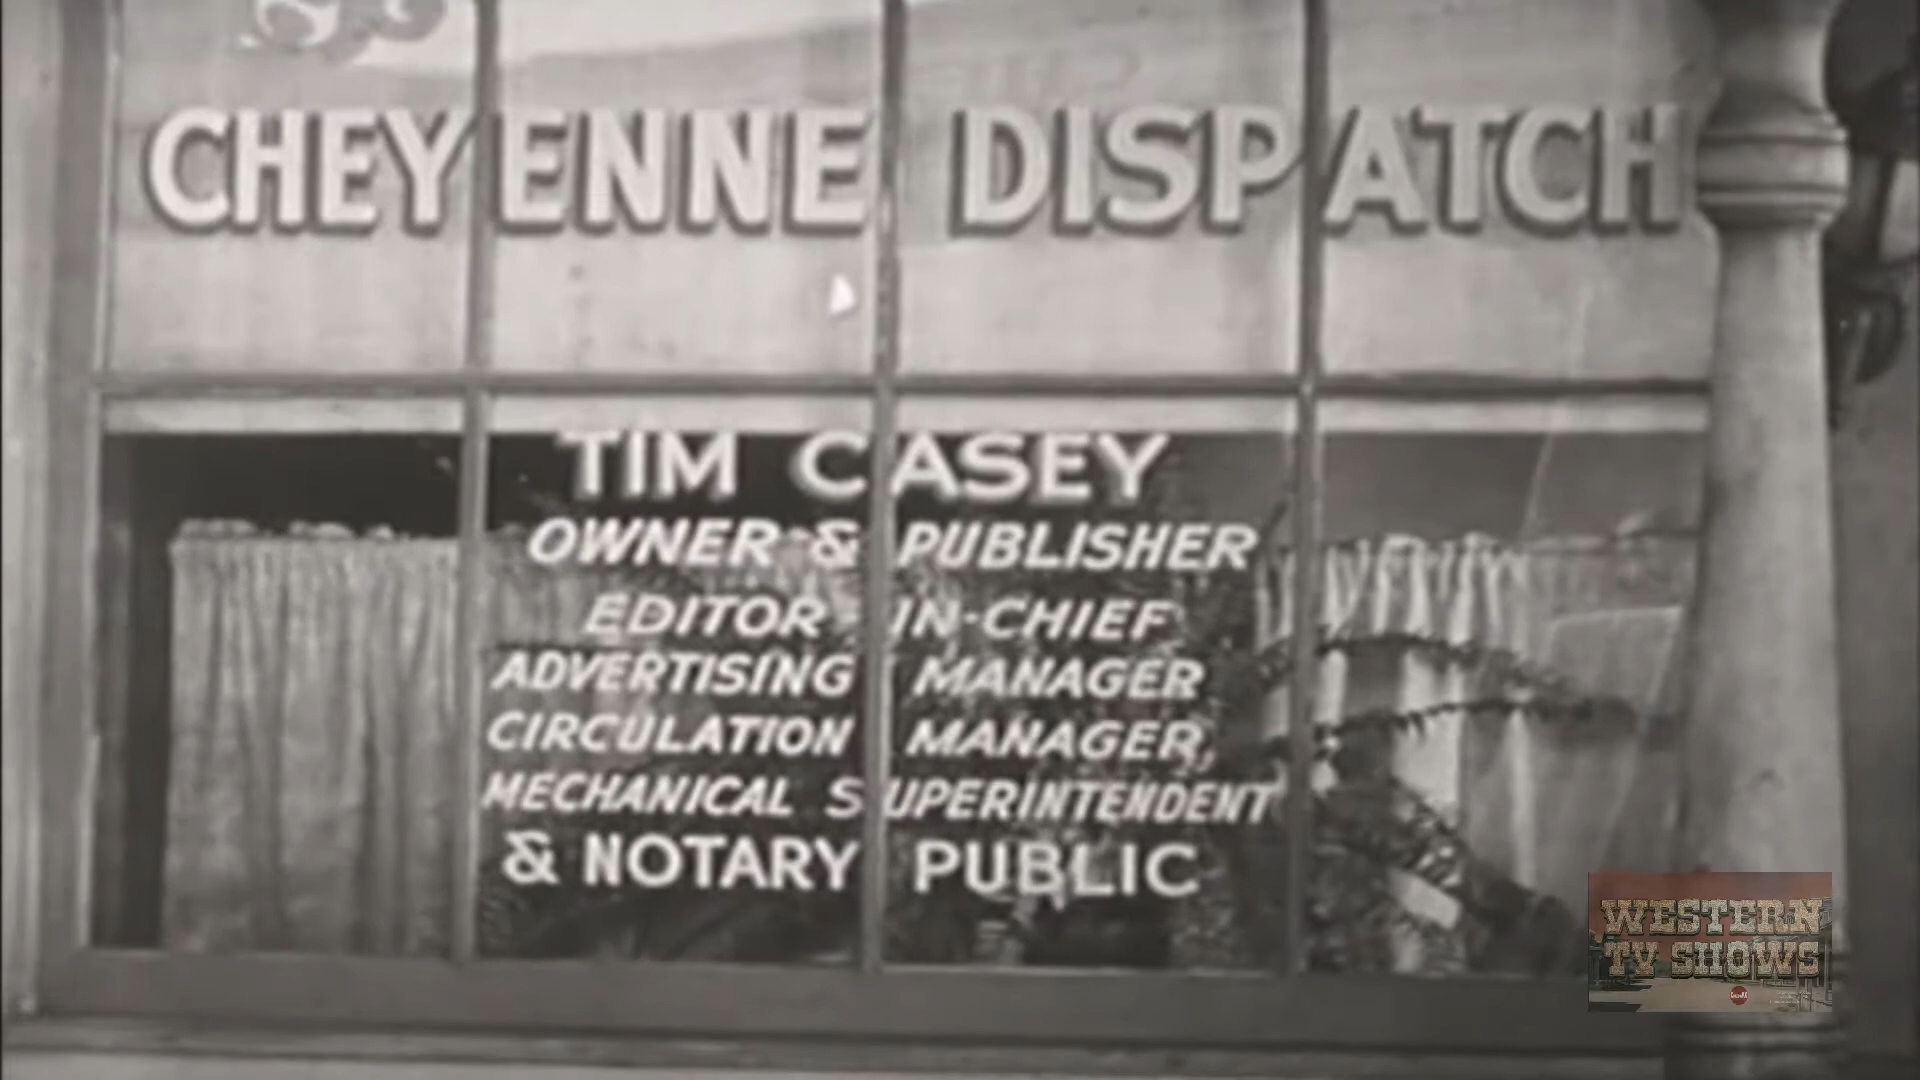 CHEYENNE DISPATCH
TIM CASEY
OWNER & PUBLISHER
EDITOR-IN-CHIEF
ADVERTISING MANAGER
CIRCULATION MANAGER,
MECHANICAL SUPERINTENDENT
& NOTARY PUBLIC
WESTERN
TV SHOWS